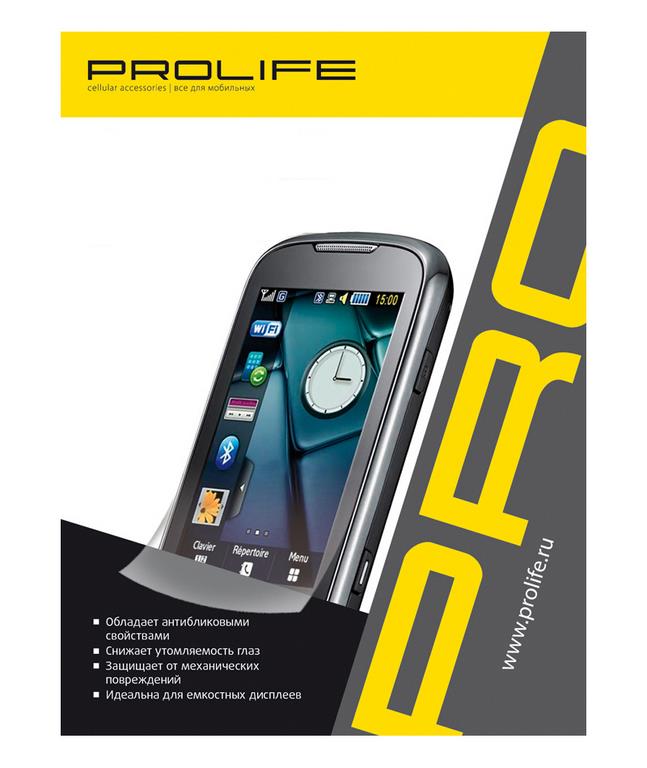 PROLIFE
cellular accessories | все для мобильных
15:00
WiFi
Clavier
Répertoire
Menu
PRO
www.prolife.ru
Обладает антибликовыми
свойствами
Снижает утомляемость глаз
Защищает от механических
повреждений
Идеальна для емкостных дисплеев